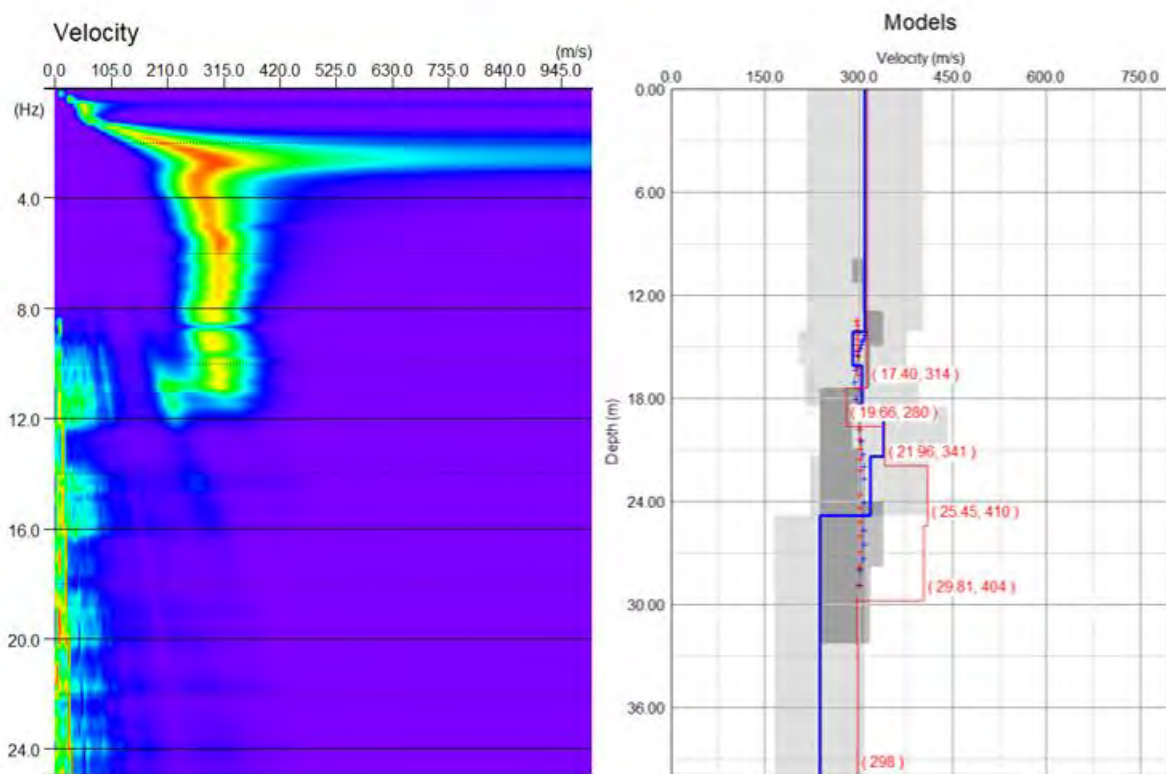 Velocity
(m/s)
0.0 105.0 210.0 315.0 420.0 525.0 630.0 735.0 840.0 945.0
(Hz)
4.0
8.0
12.0
16.0
20.0
24.0
Models
Velocity (m/s)
0.0 150.0 300.0 450.0 600.0 750.0
0.00
6.00
12.00
18.00
24.00
30.00
36.00
Depth (m)
( 17.40, 314 )
( 19.66, 280 )
( 21.96, 341 )
( 25.45, 410 )
( 29.81, 404 )
( 298 )